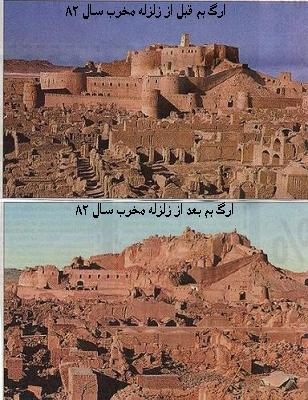 ارگ بم قبل از زلزله مخرب سال ۸۲
ارگ بم بعد از زلزله مخرب سال ۸۲